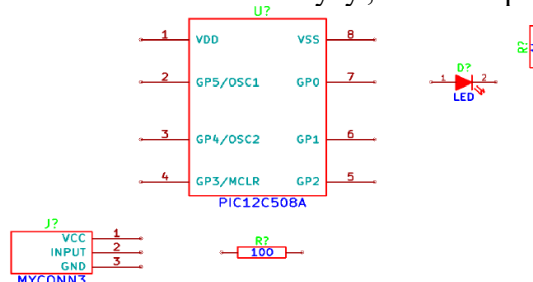 U?
1 VDD VSS 8
R?
D?
2 GP5/OSC1 GP0 7
1 2
LED
3 GP4/OSC2 GP1 6
4 GP3/MCLR GP2 5
PIC12C508A
J?
VCC 1
R?
INPUT 2
100
GND 3
MYCONN3